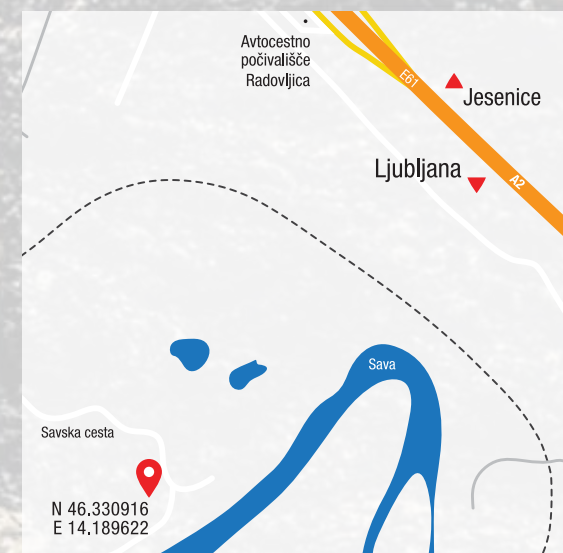 Avtocestno
počivališče
Radovljica
E61
Jesenice
Ljubljana
A2
Sava
Savska cesta
N 46.330916
E 14.189622